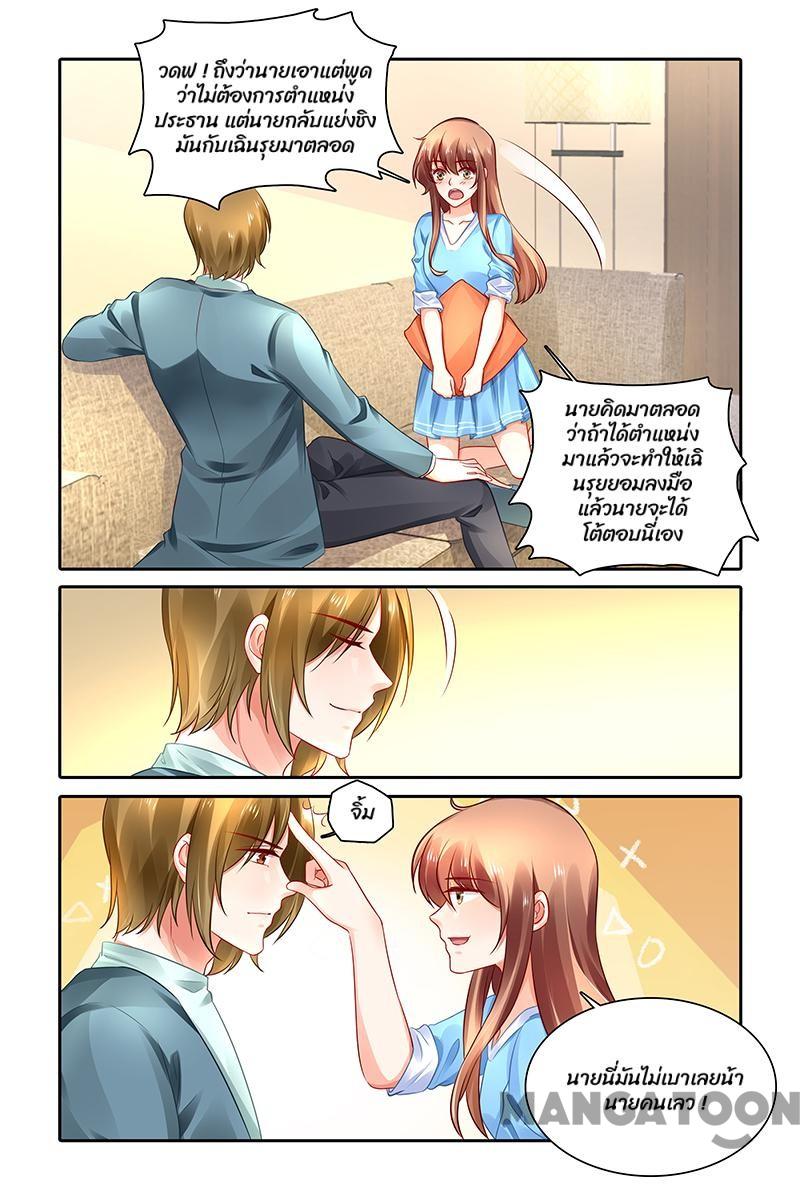 วดฟ ! ถึงว่านายเอาแต่พูด
ว่าไม่ต้องการตำแหน่ง
ประธาน แต่นายกลับแย่งชิง
มันกับเฉินรุยมาตลอด
นายคิดมาตลอด
ว่าถ้าได้ตำแหน่ง
มาแล้วจะทำให้เฉิ
นรุยยอมลงมือ
แล้วนายจะได้
โต้ตอบนี่เอง
จิ้ม
นายนี่มันไม่เบาเลยน้า
นายคนเลว !
MANGATOON